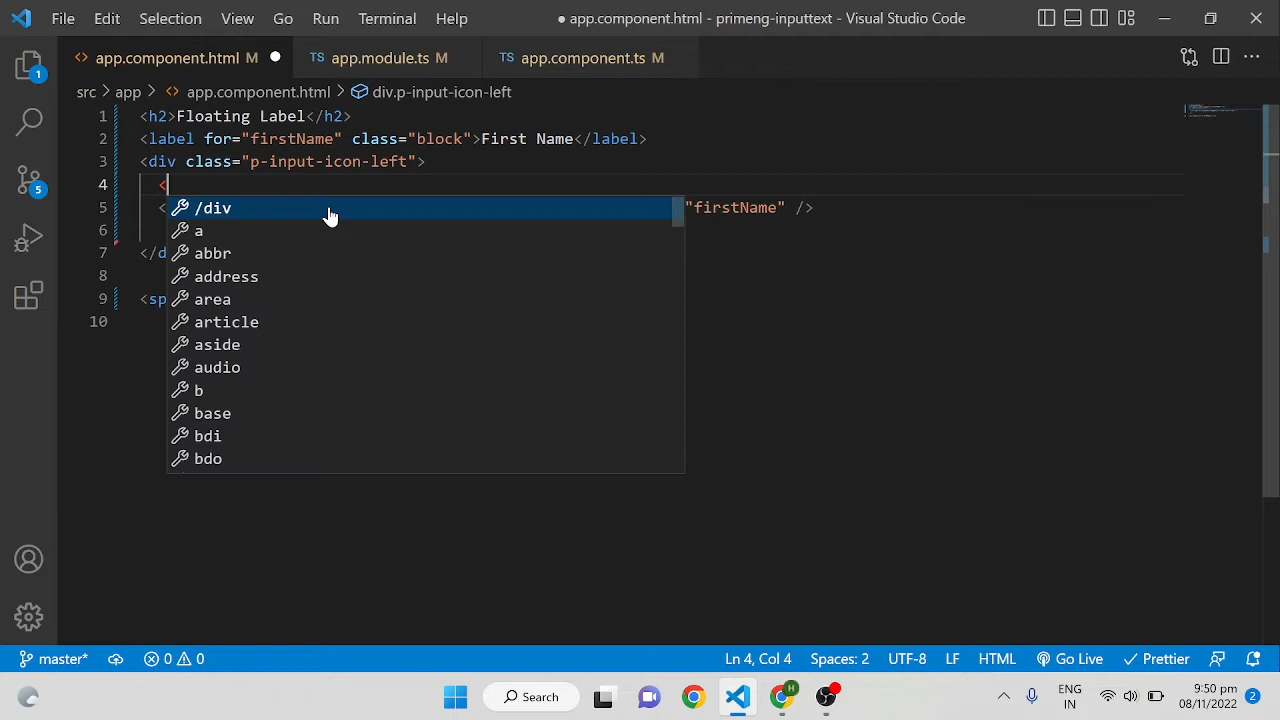 File Edit Selection View Go Run Terminal Help ● app.component.html - primeng-inputtext - Visual Studio Code
<> app.component.html M ● TS app.module.ts M TS app.component.ts M
src > app > <> app.component.html > div.p-input-icon-left
1 <h2>Floating Label</h2>
2 <label for="firstName" class="block">First Name</label>
3 <div class="p-input-icon-left">
4 <
5 < "firstName" />
6
7 </d
8
9 <sp
10
/div
a
abbr
address
area
article
aside
audio
b
base
bdi
bdo
1
5
master* 0 0 Ln 4, Col 4 Spaces: 2 UTF-8 LF HTML Go Live Prettier
Search H ENG IN 9:50 pm 08/11/2022 2